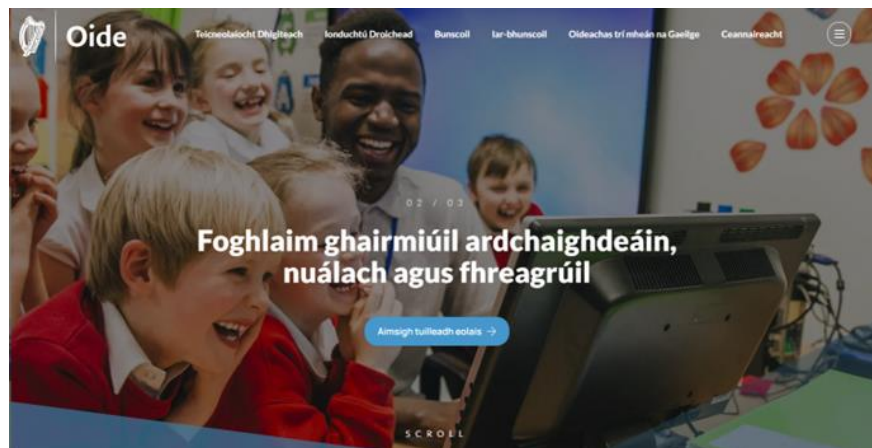 Oide
Teicneolaíocht Dhigiteach Ionduchtú Droichead Bunscoil Iar-bhunscoil Oideachas trí mheán na Gaeilge Ceannaireacht
02 / 03
Foghlaim ghairmiúil ardchaighdeáin,
nuálach agus fhreagrúil
Aimsigh tuilleadh eolais →
SCROLL